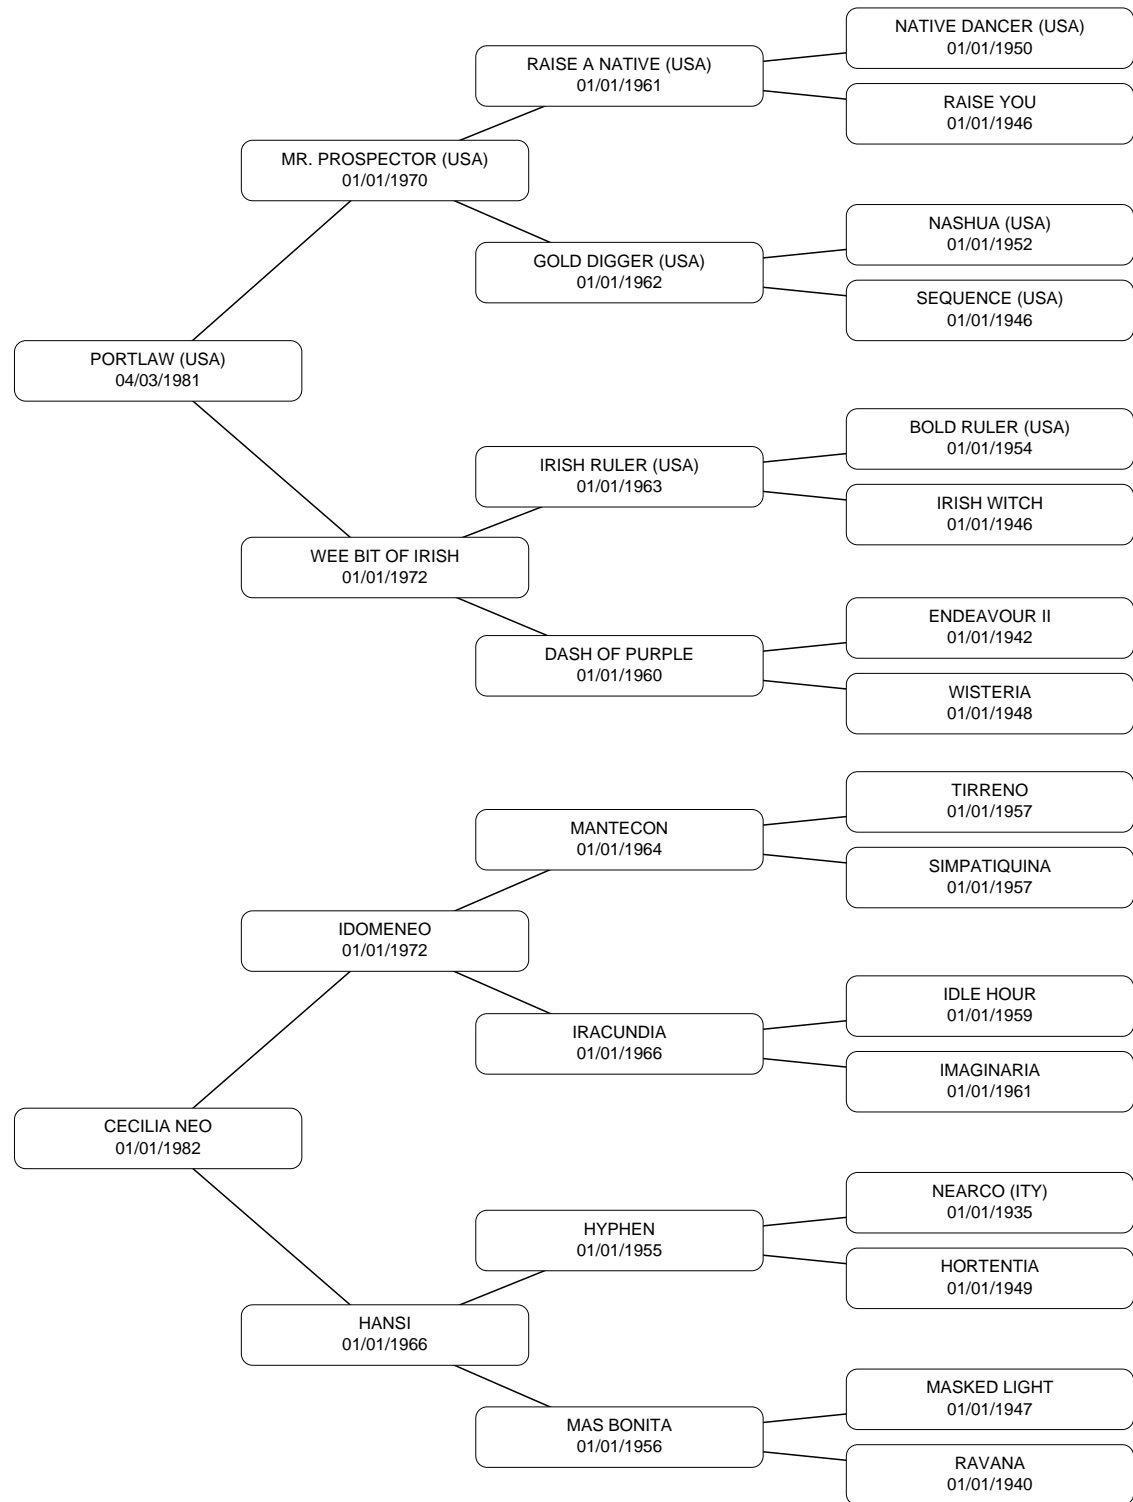 NATIVE DANCER (USA)
01/01/1950
RAISE A NATIVE (USA)
01/01/1961
RAISE YOU
01/01/1946
MR. PROSPECTOR (USA)
01/01/1970
NASHUA (USA)
01/01/1952
GOLD DIGGER (USA)
01/01/1962
SEQUENCE (USA)
01/01/1946
PORTLAW (USA)
04/03/1981
BOLD RULER (USA)
01/01/1954
IRISH RULER (USA)
01/01/1963
IRISH WITCH
01/01/1946
WEE BIT OF IRISH
01/01/1972
ENDEAVOUR II
01/01/1942
DASH OF PURPLE
01/01/1960
WISTERIA
01/01/1948
TIRRENO
01/01/1957
MANTECON
01/01/1964
SIMPATIQUINA
01/01/1957
IDOMENEO
01/01/1972
IDLE HOUR
01/01/1959
IRACUNDIA
01/01/1966
IMAGINARIA
01/01/1961
CECILIA NEO
01/01/1982
NEARCO (ITY)
01/01/1935
HYPHEN
01/01/1955
HORTENTIA
01/01/1949
HANSI
01/01/1966
MASKED LIGHT
01/01/1947
MAS BONITA
01/01/1956
RAVANA
01/01/1940